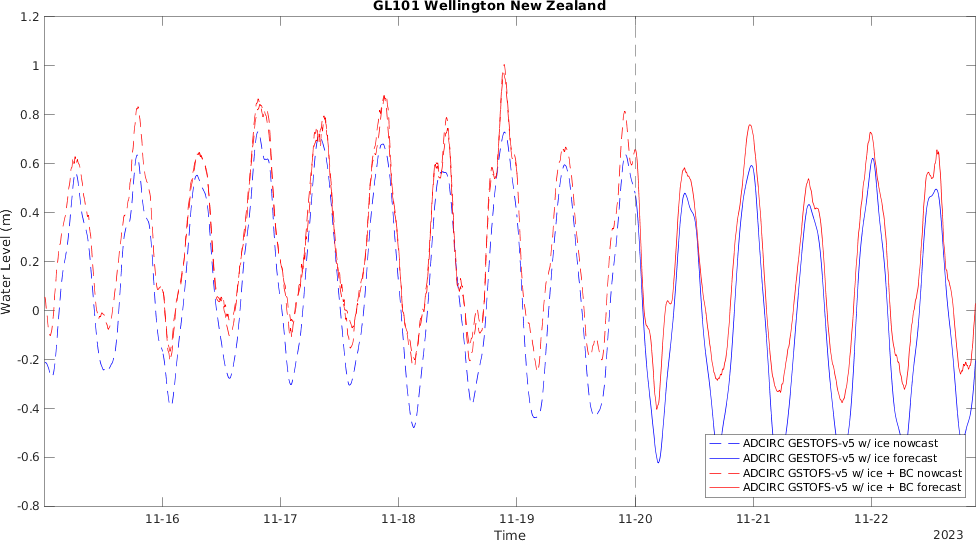 GL101 Wellington New Zealand
1.2
1
0.8
0.6
0.4
0.2
0
-0.2
-0.4
-0.6
-0.8
Water Level (m)
11-16
11-17
11-18
11-19
11-20
11-21
11-22
Time
2023
ADCIRC GESTOFS-v5 w/ ice nowcast
ADCIRC GESTOFS-v5 w/ ice forecast
ADCIRC GSTOFS-v5 w/ ice + BC nowcast
ADCIRC GSTOFS-v5 w/ ice + BC forecast